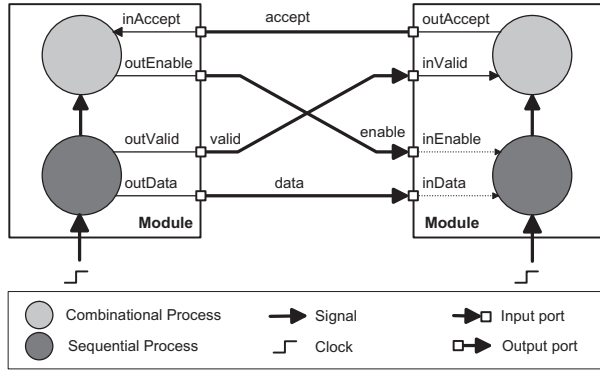 inAccept accept outAccept
outEnable inValid
outValid valid enable inEnable
outData data inData
Module Module
Combinational Process Signal Input port
Sequential Process Clock Output port